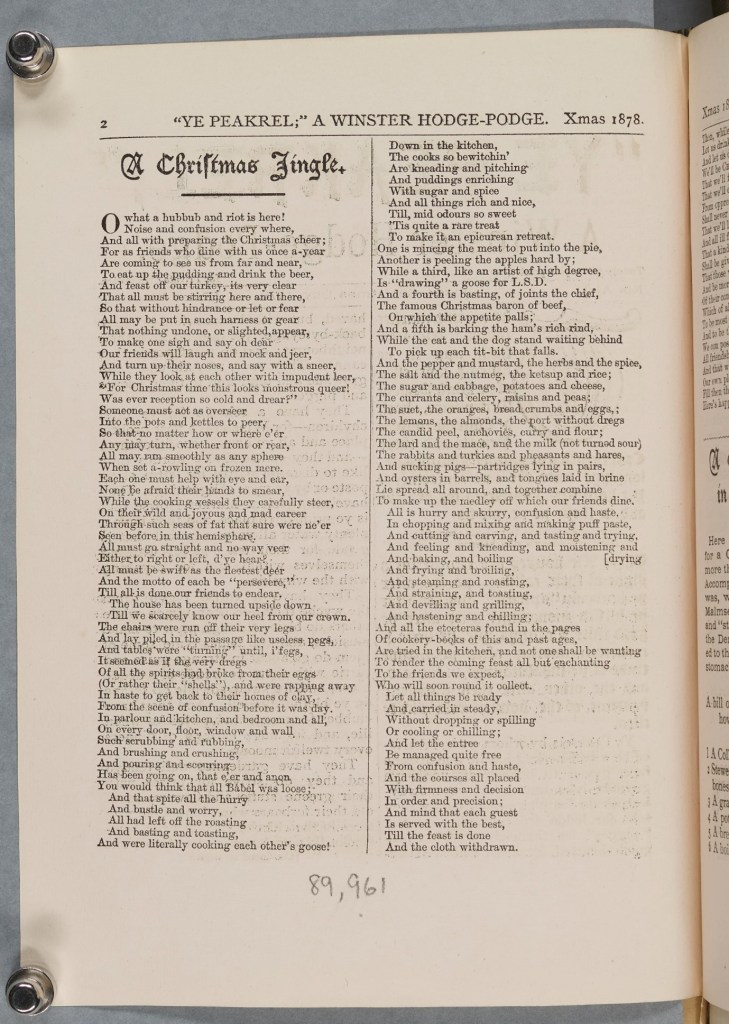 2 "YE PEAKREL;" A WINSTER HODGE-PODGE. Xmas 1878.
A Christmas Jingle.
O what a hubbub and riot is here!
Noise and confusion every where,
And all with preparing the Christmas cheer;
For as friends who dine with us once a-year
Are coming to see us from far and near,
To eat up the pudding and drink the beer,
And feast off our turkey, its very clear
That all must be stirring here and there,
So that without hindrance or let or fear
All may be put in such harness or gear
That nothing undone, or slighted, appear,
To make one sigh and say oh dear
Our friends will laugh and mock and jeer,
And turn up their noses, and say with a sneer,
While they look at each other with impudent leer,
"For Christmas time this looks monstrous queer!
Was ever reception so cold and drear?"
Someone must act as overseer
Into the pots and kettles to peer,
So that no matter how or where e'er
Any may turn, whether front or rear,
All may run smoothly as any sphere
When set a-rowling on frozen mere.
Each one must help with eye and ear,
None be afraid their hands to smear,
While the cooking vessels they carefully steer,
On their wild and joyous and mad career
Through such seas of fat that sure were ne'er
Seen before in this hemisphere.
All must go straight and no way veer
Either to right or left, d'ye hear?
All must be swift as the fleetest deer
And the motto of each be "persevere,"
Till all is done our friends to endear.
The house has been turned upside down
Till we scarcely know our heel from our crown.
The chairs were run off their very legs
And lay piled in the passage like useless pegs,
And tables were "turning" until, i'fegs,
It seemed as if the very dregs
Of all the spirits had broke from their eggs
(Or rather their "shells"), and were rapping away
In haste to get back to their homes of clay,
From the scene of confusion before it was day.
In parlour and kitchen, and bedroom and all,
On every door, floor, window and wall
Such scrubbing and rubbing,
And brushing and crushing,
And pouring and scouring
Has been going on, that e'er and anon
You would think that all Babel was loose;
And that spite all the hurry
And bustle and worry,
All had left off the roasting
And basting and toasting,
And were literally cooking each other's goose!
Down in the kitchen,
The cooks so bewitchin'
Are kneading and pitching
And puddings enriching
With sugar and spice
And all things rich and nice,
Till, mid odours so sweet
'Tis quite a rare treat
To make it an epicurean retreat.
One is mincing the meat to put into the pie,
Another is peeling the apples hard by;
While a third, like an artist of high degree,
Is "drawing" a goose for L.S.D.
And a fourth is basting, of joints the chief,
The famous Christmas baron of beef,
On which the appetite palls;
And a fifth is barking the ham's rich rind,
While the cat and the dog stand waiting behind
To pick up each tit-bit that falls.
And the pepper and mustard, the herbs and the spice,
The salt and the nutmeg, the ketsup and rice;
The sugar and cabbage, potatoes and cheese,
The currants and celery, raisins and peas;
The suet, the oranges, bread crumbs and eggs,;
The lemons, the almonds, the port without dregs
The candid peel, anchovies, curry and flour;
The lard and the mace, and the milk (not turned sour)
The rabbits and turkies and pheasants and hares,
And sucking pigs—partridges lying in pairs,
And oysters in barrels, and tongues laid in brine
Lie spread all around, and together combine
To make up the medley off which our friends dine.
All is hurry and skurry, confusion and haste,
In chopping and mixing and making puff paste,
And cutting and carving, and tasting and trying,
And feeling and kneading, and moistening and
And baking, and boiling [drying
And frying and broiling,
And steaming and roasting,
And straining, and toasting,
And devilling and grilling,
And hastening and chilling;
And all the etceteras found in the pages
Of cookery-books of this and past ages,
Are tried in the kitchen, and not one shall be wanting
To render the coming feast all but enchanting
To the friends we expect,
Who will soon round it collect.
Let all things be ready
And carried in steady,
Without dropping or spilling
Or cooling or chilling;
And let the entree
Be managed quite free
From confusion and haste,
And the courses all placed
With firmness and decision
In order and precision;
And mind that each guest
Is served with the best,
Till the feast is done
And the cloth withdrawn.
89,961